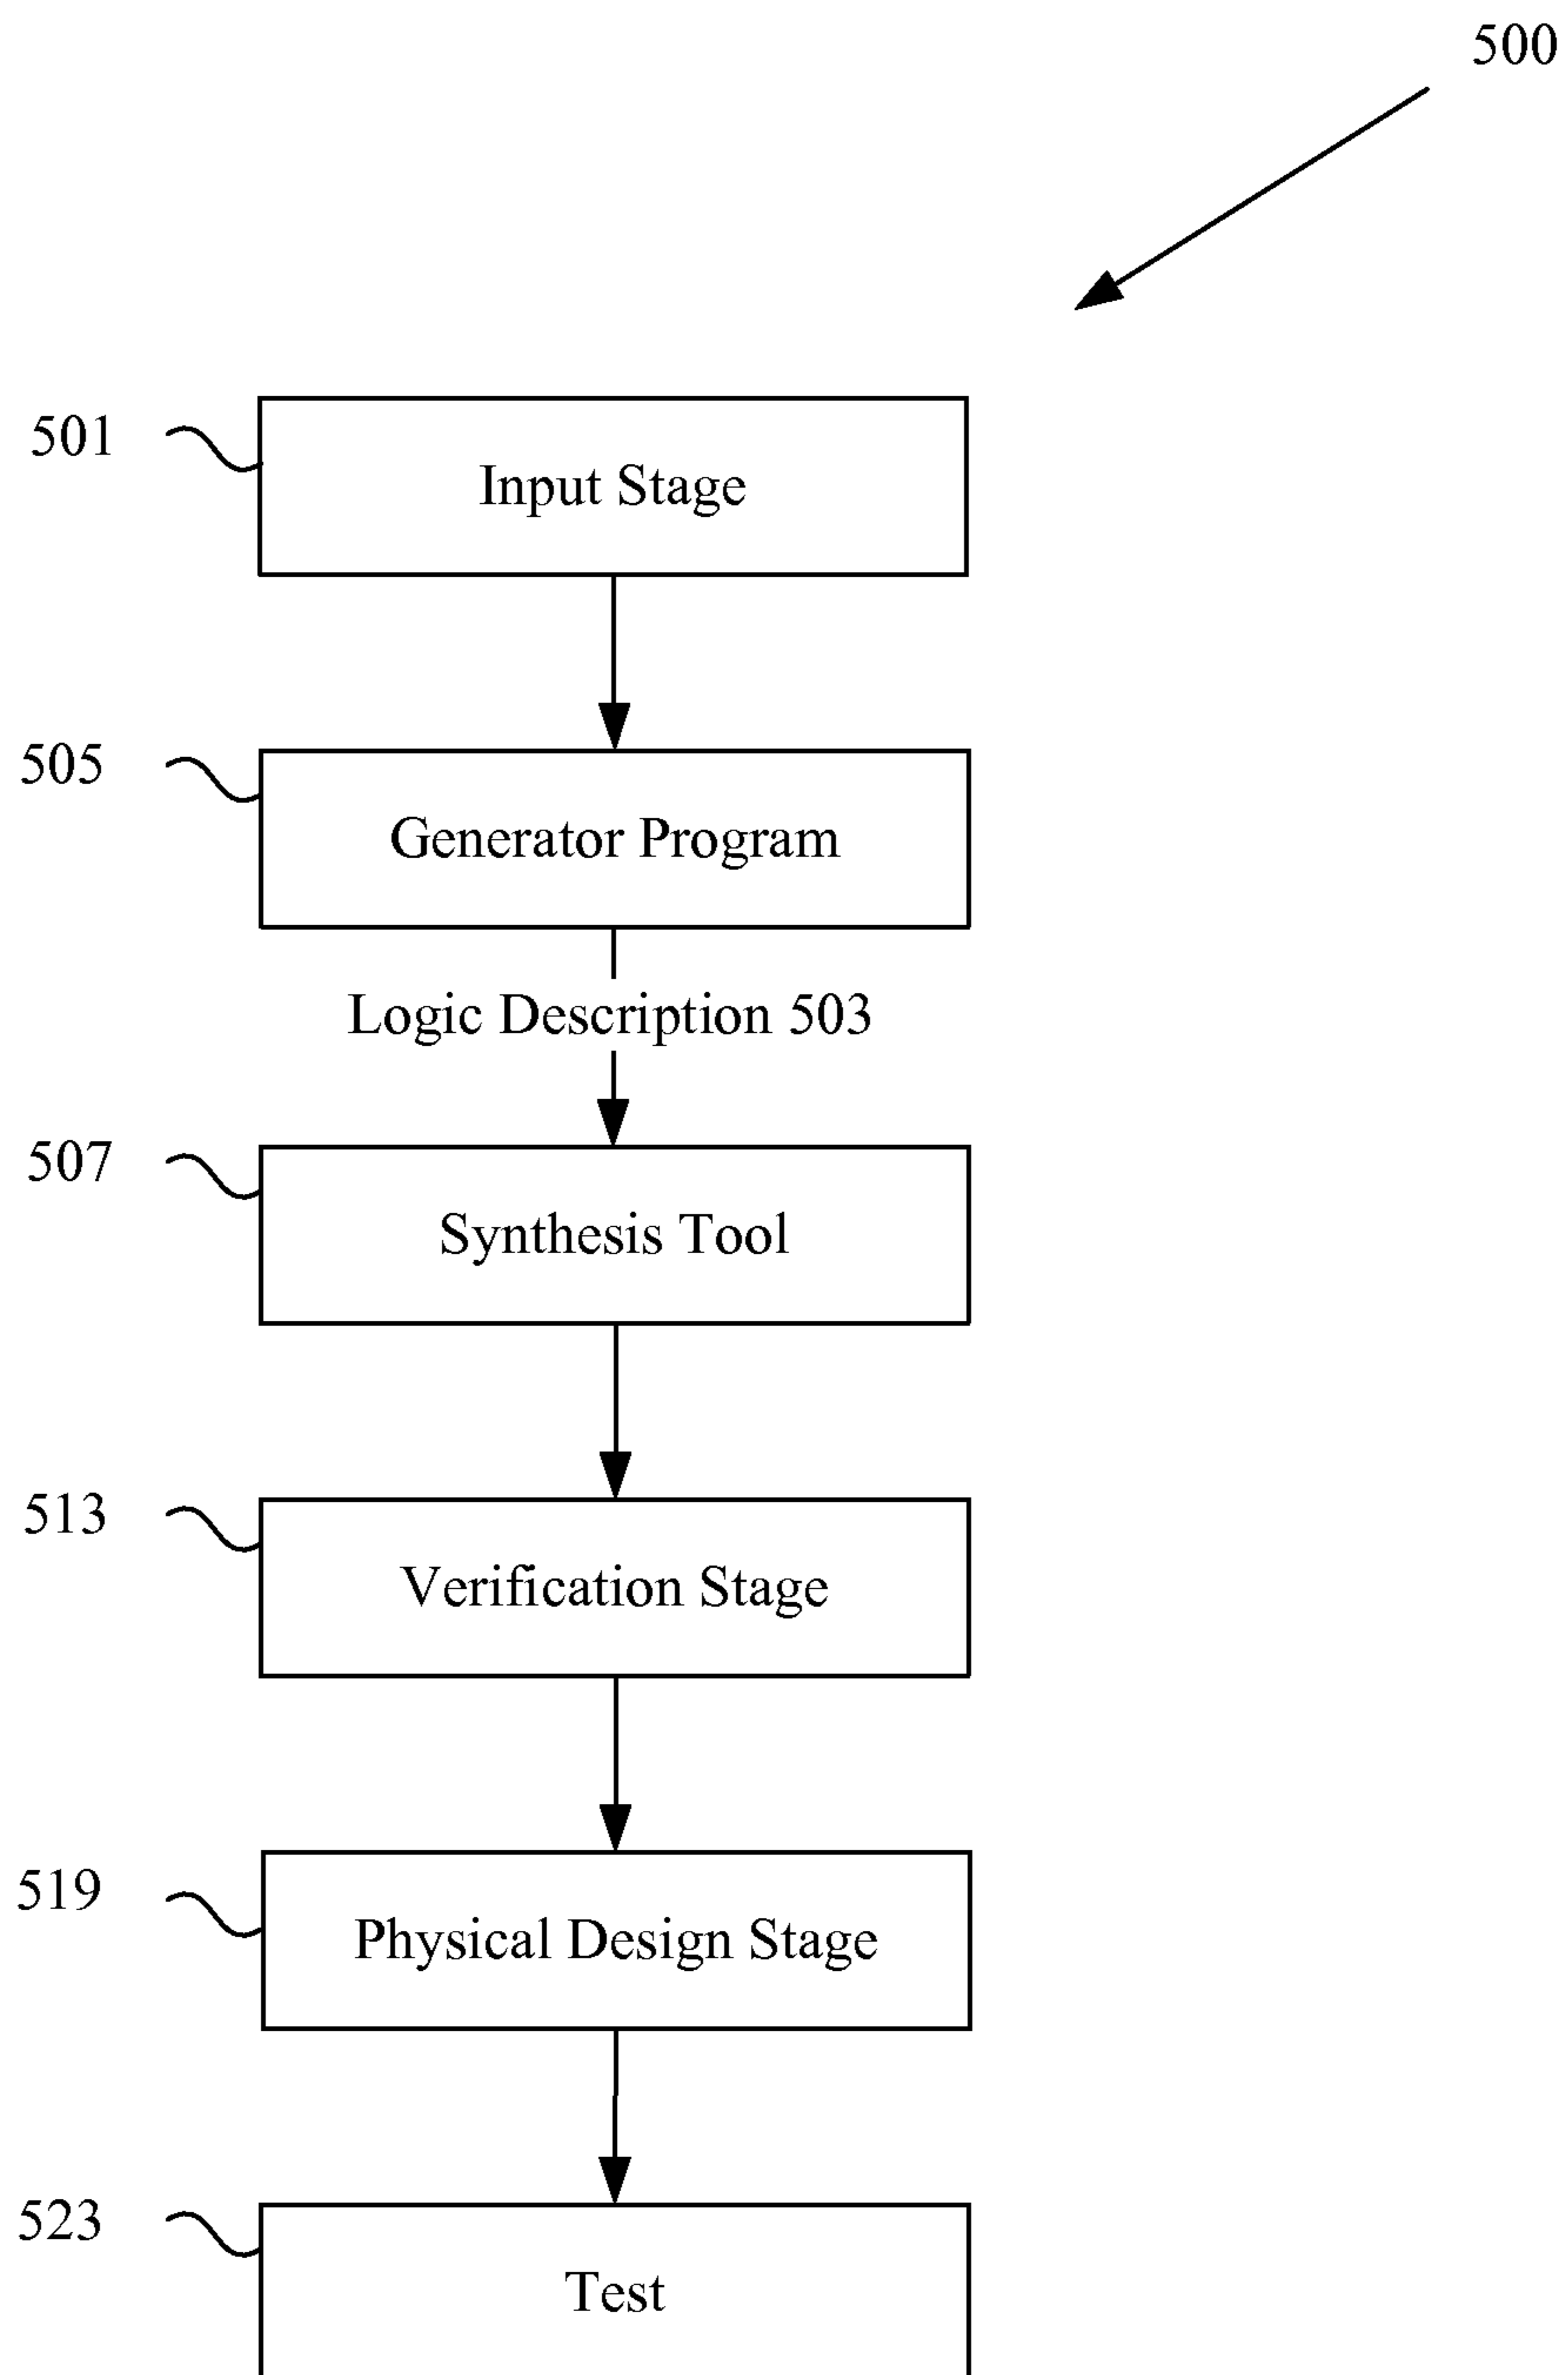 500
501
Input Stage
505
Generator Program
Logic Description 503
507
Synthesis Tool
513
Verification Stage
519
Physical Design Stage
523
Test